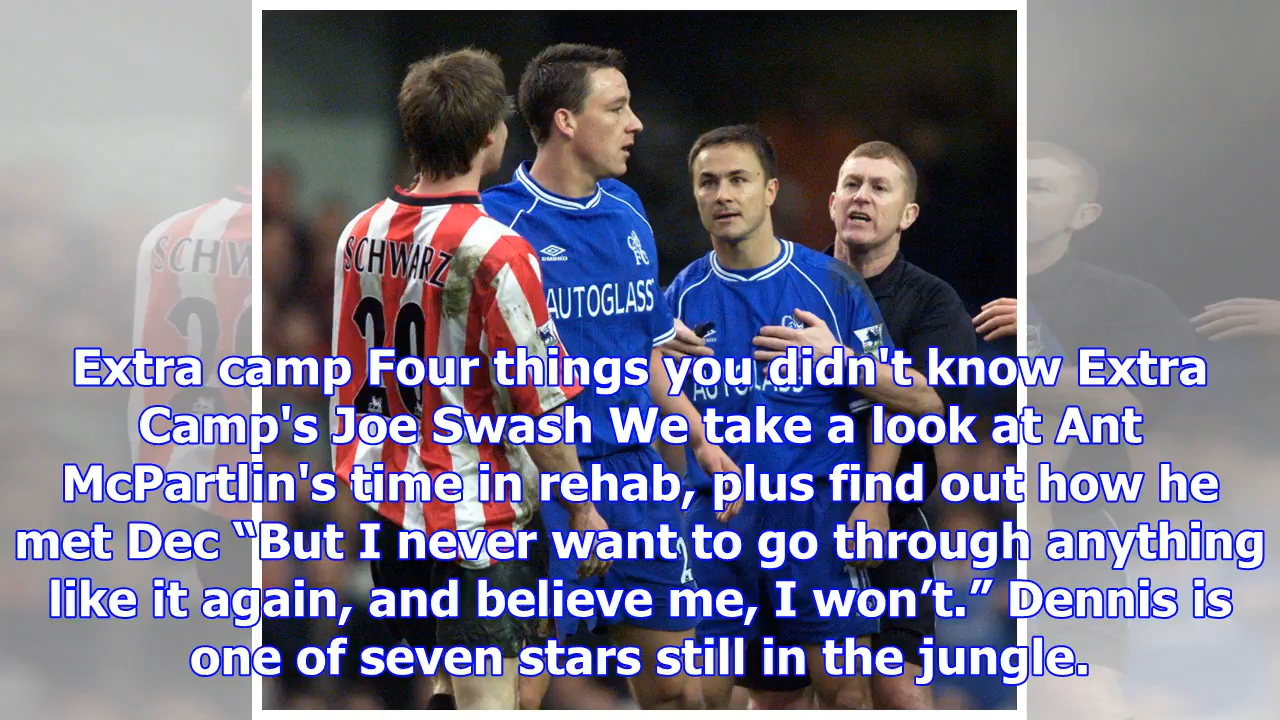 SCHWARZ
20
UMBRO
AUTOGLASS
Extra camp Four things you didn't know Extra
Camp's Joe Swash We take a look at Ant
McPartlin's time in rehab, plus find out how he
met Dec “But I never want to go through anything
like it again, and believe me, I won’t.” Dennis is
one of seven stars still in the jungle.